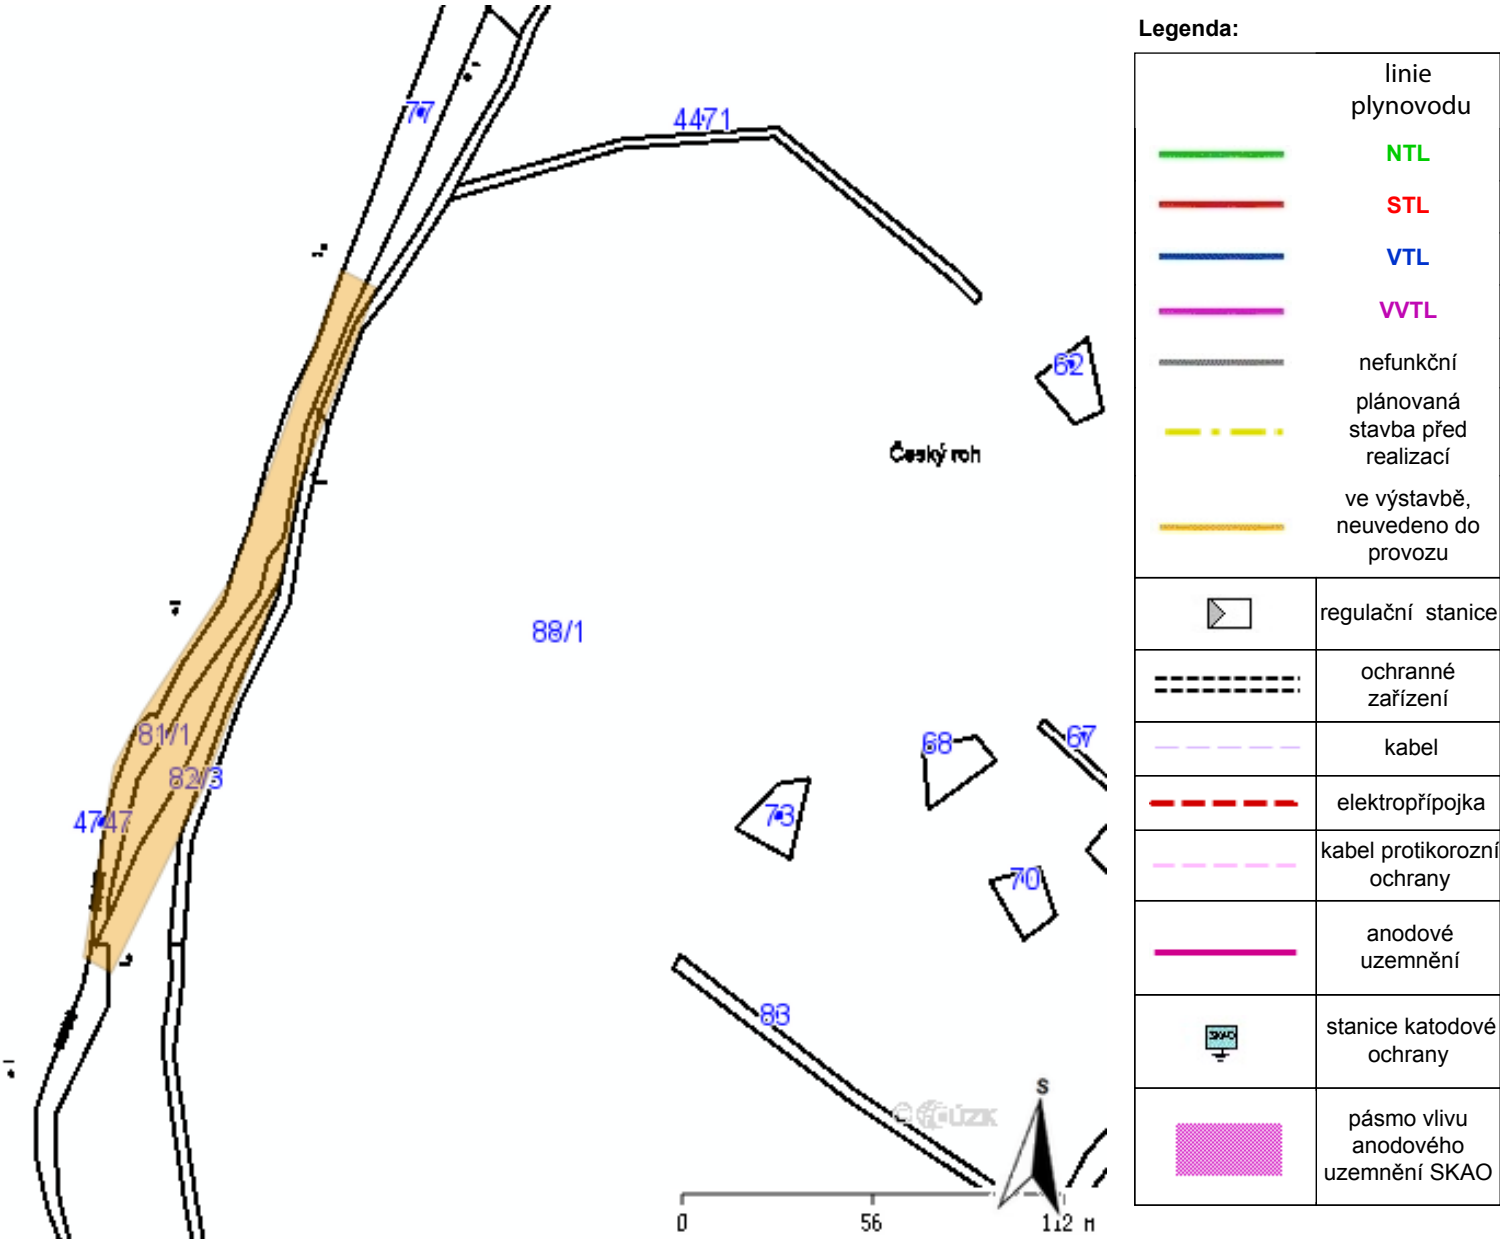 Legenda:
linie
plynovodu
NTL
STL
VTL
VVTL
nefunkční
plánovaná
stavba před
realizací
ve výstavbě,
neuvedeno do
provozu
regulační stanice
ochranné
zařízení
kabel
elektropřípojka
kabel protikorozní
ochrany
anodové
uzemnění
SKAO
stanice katodové
ochrany
pásmo vlivu
anodového
uzemnění SKAO
77
4471
62
Český roh
88/1
81/1
82/3
4747
68
67
73
70
83
© ČÚZK
S
0 56 112 M